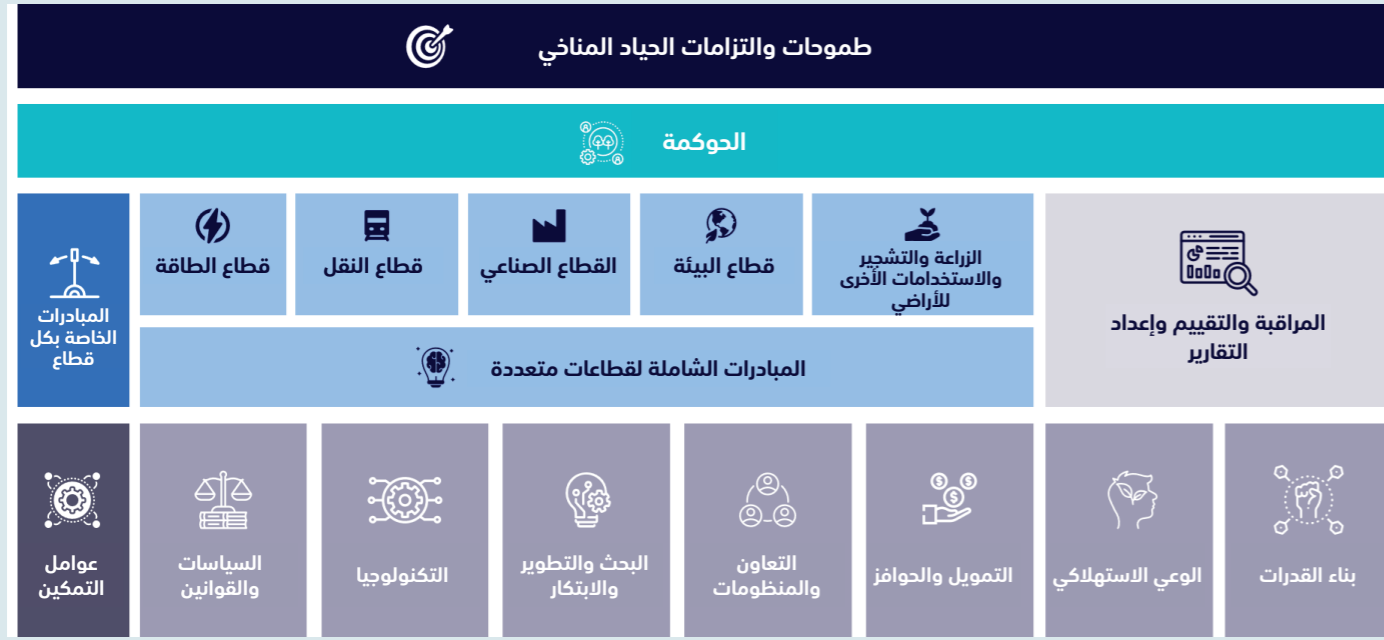 طموحات والتزامات الحياد المناخي
الحوكمة
المبادرات
الخاصة بكل
قطاع
قطاع الطاقة
قطاع النقل
القطاع الصناعي
قطاع البيئة
الزراعة والتشجير
والاستخدامات الأخرى
للأراضي
المبادرات الشاملة لقطاعات متعددة
المراقبة والتقييم وإعداد
التقارير
عوامل
التمكين
السياسات
والقوانين
التكنولوجيا
البحث والتطوير
والابتكار
التعاون
والمنظومات
التمويل والحوافز
الوعي الاستهلاكي
بناء القدرات